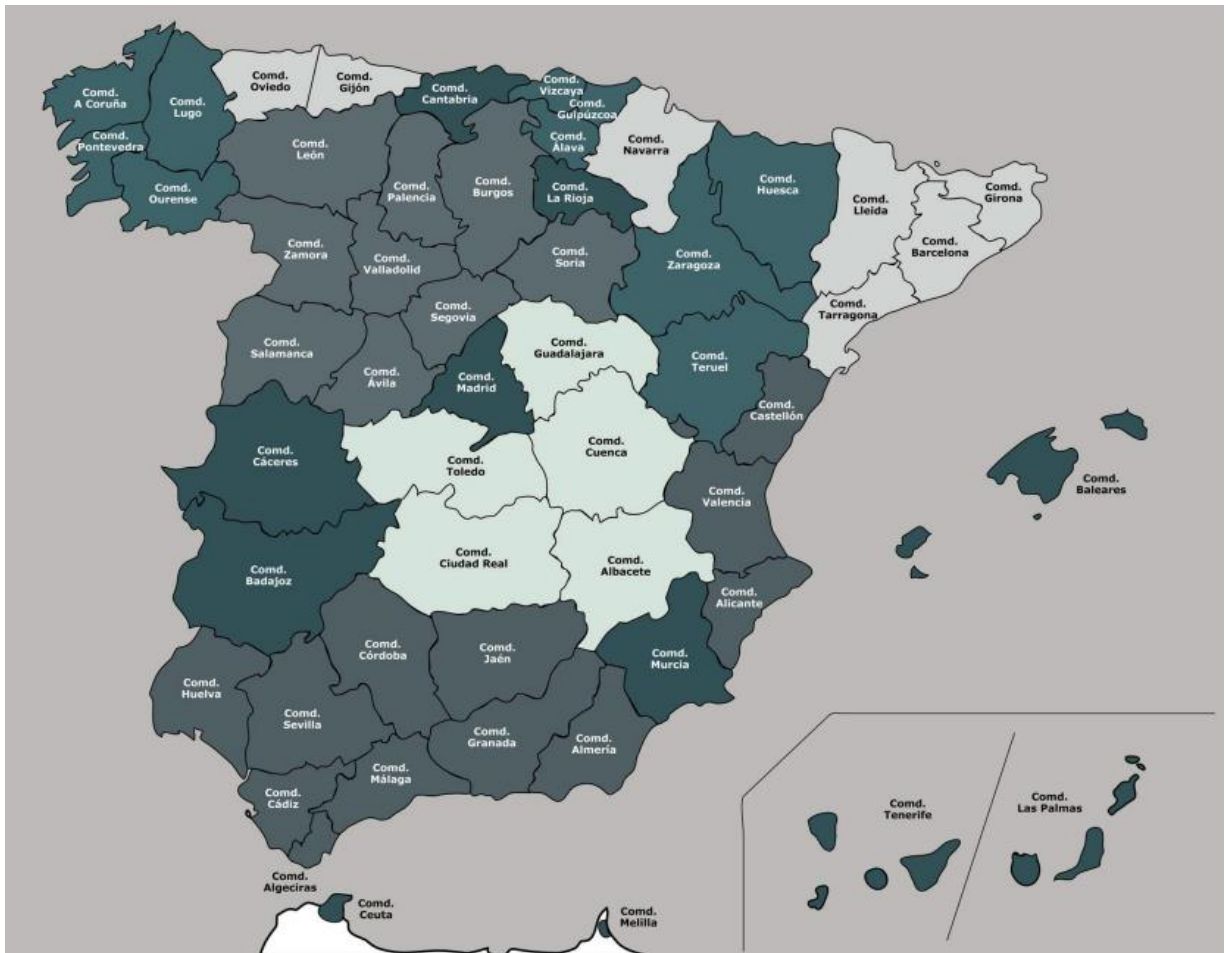 Comd.
A Coruña
Comd.
Lugo
Comd.
Oviedo
Comd.
Gijón
Comd.
Cantabria
Comd.
Vizcaya
Comd.
Guipúzcoa
Comd.
Álava
Comd.
Navarra
Comd.
Pontevedra
Comd.
Ourense
Comd.
León
Comd.
Palencia
Comd.
Burgos
Comd.
La Rioja
Comd.
Huesca
Comd.
Lleida
Comd.
Girona
Comd.
Barcelona
Comd.
Zamora
Comd.
Valladolid
Comd.
Soria
Comd.
Zaragoza
Comd.
Tarragona
Comd.
Segovia
Comd.
Salamanca
Comd.
Ávila
Comd.
Madrid
Comd.
Guadalajara
Comd.
Teruel
Comd.
Castellón
Comd.
Cáceres
Comd.
Toledo
Comd.
Cuenca
Comd.
Valencia
Comd.
Baleares
Comd.
Badajoz
Comd.
Ciudad Real
Comd.
Albacete
Comd.
Alicante
Comd.
Huelva
Comd.
Sevilla
Comd.
Córdoba
Comd.
Jaén
Comd.
Murcia
Comd.
Cádiz
Comd.
Málaga
Comd.
Granada
Comd.
Almería
Comd.
Algeciras
Comd.
Ceuta
Comd.
Melilla
Comd.
Tenerife
Comd.
Las Palmas